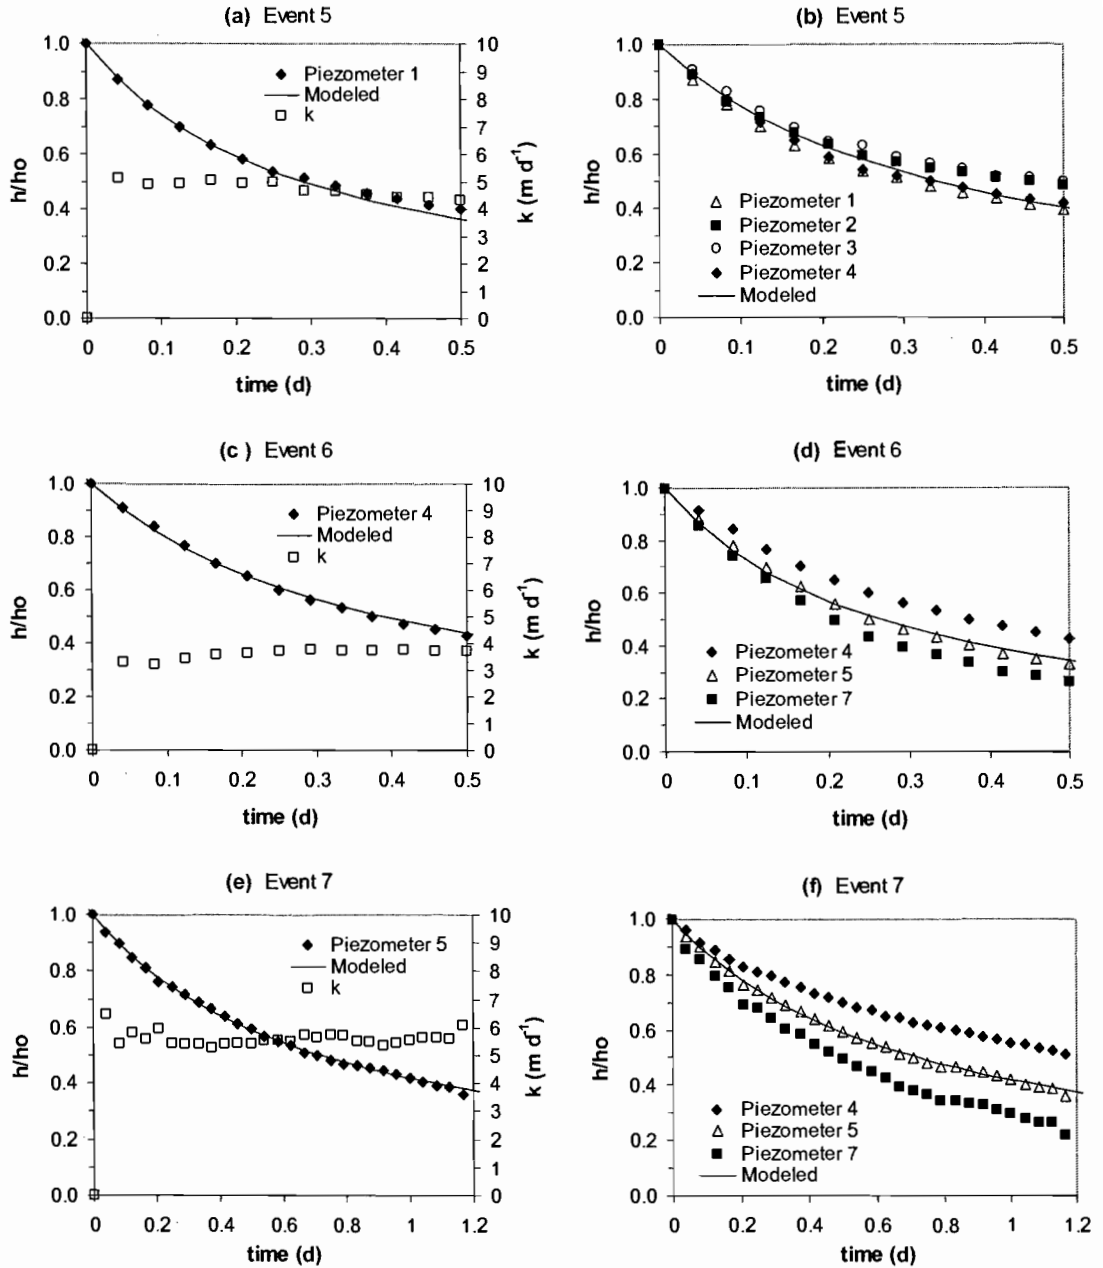 (a) Event 5
1.0
0.8
0.6
0.4
0.2
0.0
h/ho
Piezometer 1
Modeled
k
10
9
8
7
6
5
4
3
2
1
0
k (m d-1)
0 0.1 0.2 0.3 0.4 0.5
time (d)
(b) Event 5
1.0
0.8
0.6
0.4
0.2
0.0
h/ho
Piezometer 1
Piezometer 2
Piezometer 3
Piezometer 4
Modeled
0 0.1 0.2 0.3 0.4 0.5
time (d)
(c ) Event 6
1.0
0.8
0.6
0.4
0.2
0.0
h/ho
Piezometer 4
Modeled
k
10
9
8
7
6
5
4
3
2
1
0
k (m d-1)
0 0.1 0.2 0.3 0.4 0.5
time (d)
(d) Event 6
1.0
0.8
0.6
0.4
0.2
0.0
h/ho
Piezometer 4
Piezometer 5
Piezometer 7
Modeled
0 0.1 0.2 0.3 0.4 0.5
time (d)
(e) Event 7
1.0
0.8
0.6
0.4
0.2
0.0
h/ho
Piezometer 5
Modeled
k
10
9
8
7
6
5
4
3
2
1
0
k (m d-1)
0 0.2 0.4 0.6 0.8 1 1.2
time (d)
(f) Event 7
1.0
0.8
0.6
0.4
0.2
0.0
h/ho
Piezometer 4
Piezometer 5
Piezometer 7
Modeled
0 0.2 0.4 0.6 0.8 1 1.2
time (d)